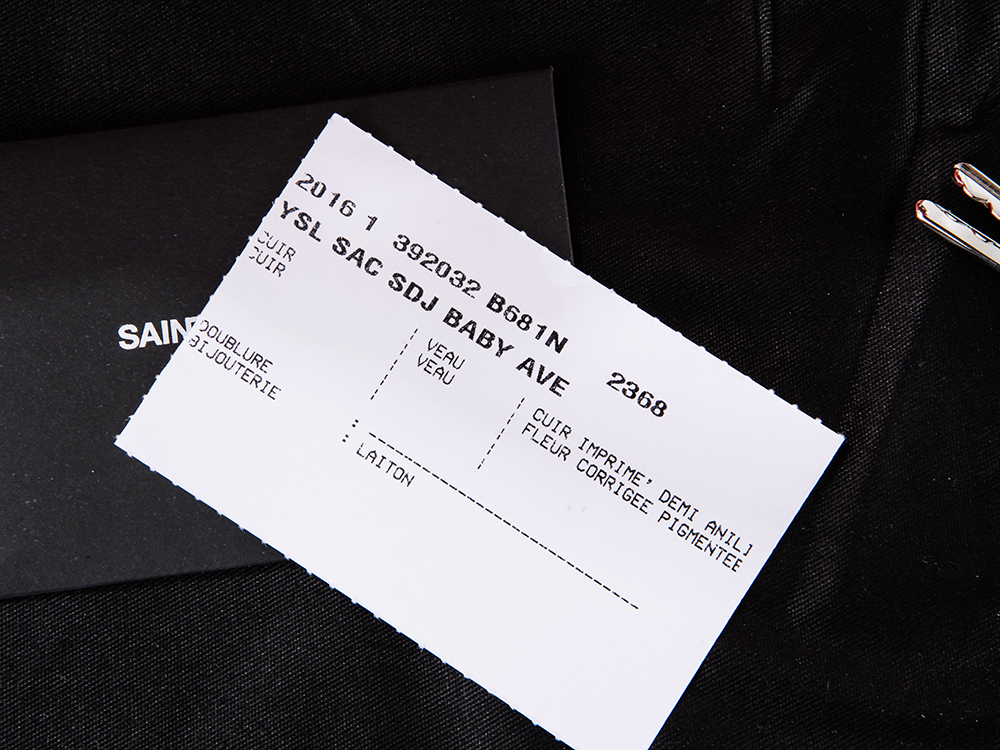 2016 1 392032 B681N 2368
YSL SAC SDJ BABY AVE
CUIR VEAU CUIR IMPRIME, DEMI ANIL
CUIR VEAU FLEUR CORRIGEE PIGMENTEE
DOUBLURE
BIJOUTERIE : LAITON
SAIN